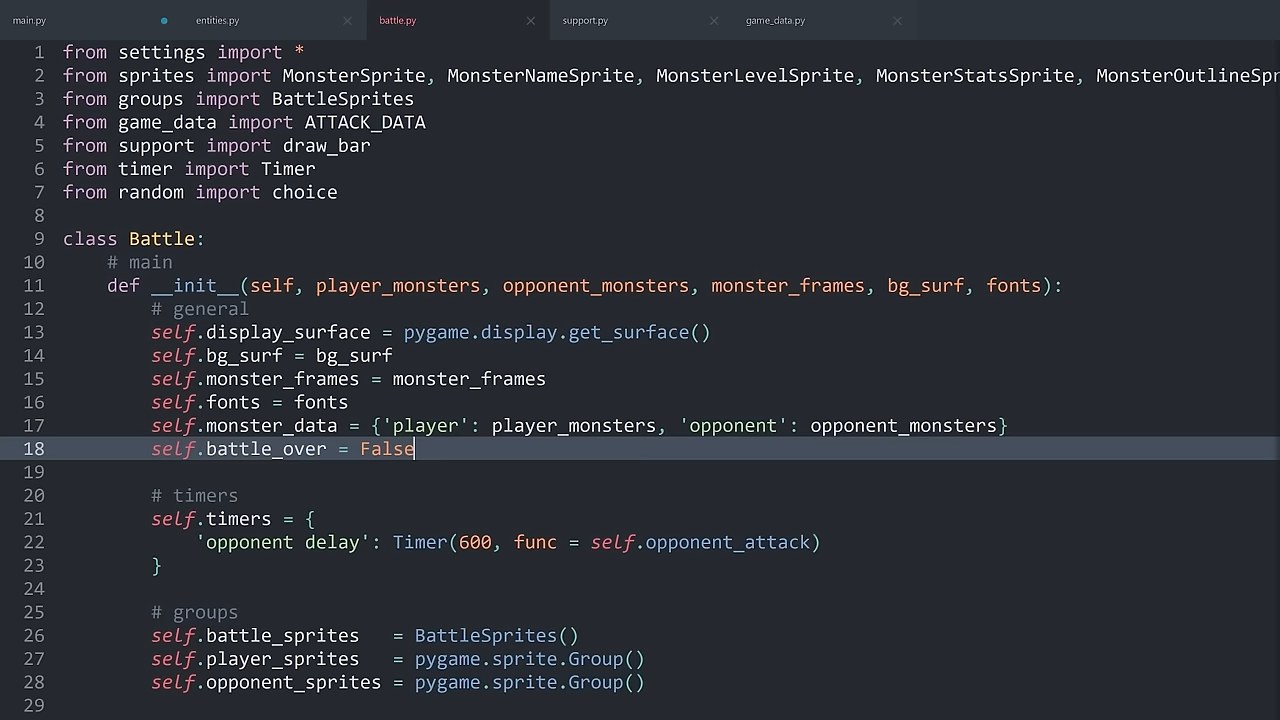 main.py entities.py battle.py support.py game_data.py
1 from settings import *
2 from sprites import MonsterSprite, MonsterNameSprite, MonsterLevelSprite, MonsterStatsSprite, MonsterOutlineSpr
3 from groups import BattleSprites
4 from game_data import ATTACK_DATA
5 from support import draw_bar
6 from timer import Timer
7 from random import choice
8
9 class Battle:
10     # main
11     def __init__(self, player_monsters, opponent_monsters, monster_frames, bg_surf, fonts):
12         # general
13         self.display_surface = pygame.display.get_surface()
14         self.bg_surf = bg_surf
15         self.monster_frames = monster_frames
16         self.fonts = fonts
17         self.monster_data = {'player': player_monsters, 'opponent': opponent_monsters}
18         self.battle_over = False
19
20         # timers
21         self.timers = {
22             'opponent delay': Timer(600, func = self.opponent_attack)
23         }
24
25         # groups
26         self.battle_sprites   = BattleSprites()
27         self.player_sprites   = pygame.sprite.Group()
28         self.opponent_sprites = pygame.sprite.Group()
29